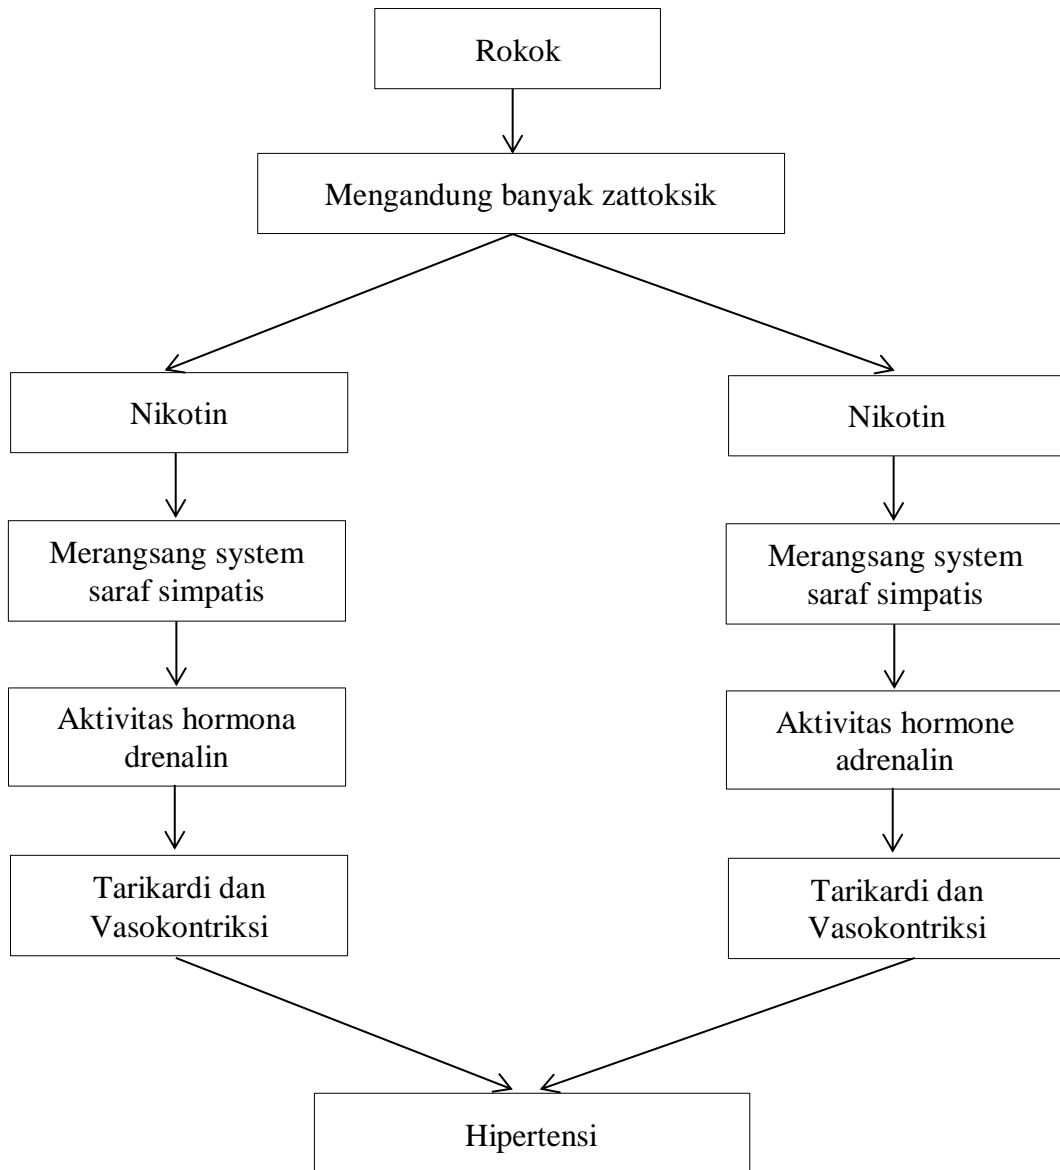 Rokok
Mengandung banyak zattoksik
Nikotin
Merangsang system
saraf simpatis
Aktivitas hormona
drenalin
Tarikardi dan
Vasokontriksi
Nikotin
Merangsang system
saraf simpatis
Aktivitas hormone
adrenalin
Tarikardi dan
Vasokontriksi
Hipertensi